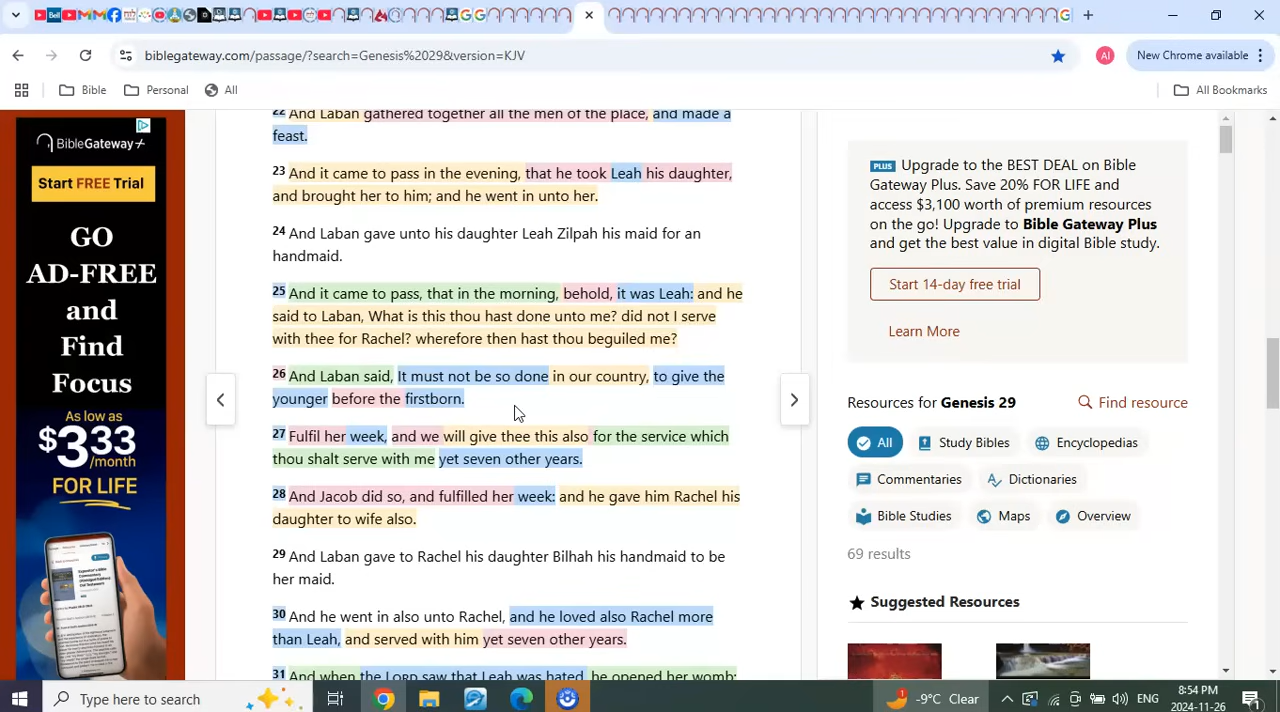 biblegateway.com/passage/?search=Genesis%2029&version=KJV
New Chrome available
Bible
Personal
All
All Bookmarks
BibleGateway+
Start FREE Trial
GO
AD-FREE
and
Find
Focus
As low as
$3.33
/month
FOR LIFE
22 And Laban gathered together all the men of the place, and made a
feast.
23 And it came to pass in the evening, that he took Leah his daughter,
and brought her to him; and he went in unto her.
24 And Laban gave unto his daughter Leah Zilpah his maid for an
handmaid.
25 And it came to pass, that in the morning, behold, it was Leah: and he
said to Laban, What is this thou hast done unto me? did not I serve
with thee for Rachel? wherefore then hast thou beguiled me?
26 And Laban said, It must not be so done in our country, to give the
younger before the firstborn.
27 Fulfil her week, and we will give thee this also for the service which
thou shalt serve with me yet seven other years.
28 And Jacob did so, and fulfilled her week: and he gave him Rachel his
daughter to wife also.
29 And Laban gave to Rachel his daughter Bilhah his handmaid to be
her maid.
30 And he went in also unto Rachel, and he loved also Rachel more
than Leah, and served with him yet seven other years.
31 And when the LORD saw that Leah was hated, he opened her womb:
PLUS Upgrade to the BEST DEAL on Bible
Gateway Plus. Save 20% FOR LIFE and
access $3,100 worth of premium resources
on the go! Upgrade to Bible Gateway Plus
and get the best value in digital Bible study.
Start 14-day free trial
Learn More
Resources for Genesis 29
Find resource
All
Study Bibles
Encyclopedias
Commentaries
Dictionaries
Bible Studies
Maps
Overview
69 results
Suggested Resources
Type here to search
-9°C Clear
ENG
8:54 PM
2024-11-26